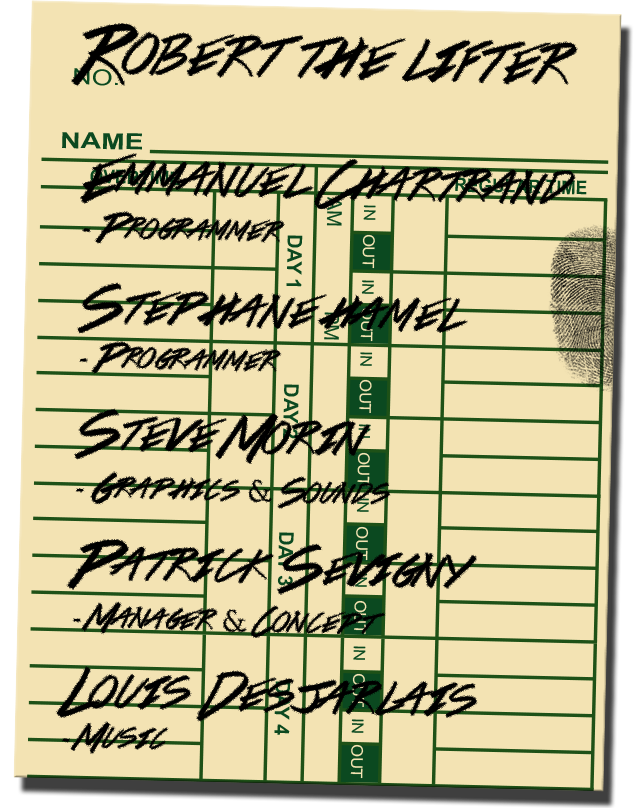 ROBERT THE LIFTER
NO.
NAME
EMMANUEL CHARTRAND
REGULAR TIME
- PROGRAMMER
AM
IN
OUT
DAY 1
IN
STEPHANE HAMEL
OUT
IN
- PROGRAMMER
OUT
DAY
STEVE MORIN
IN
OUT
- GRAPHICS & SOUNDS
IN
OUT
DAY 3
PATRICK SEVIGNY
IN
- MANAGER & CONCEPT
OUT
IN
LOUIS DESJARLAIS
OUT
DAY 4
IN
- MUSIC
OUT